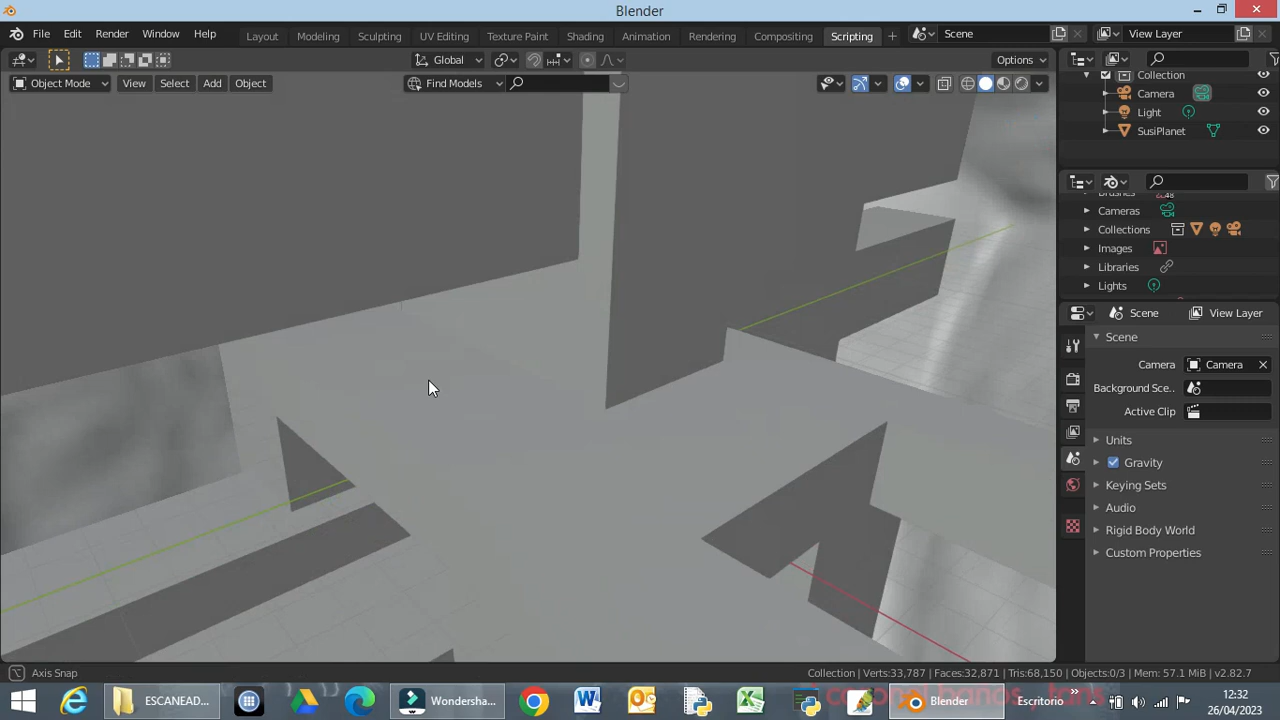 Blender
File Edit Render Window Help
Layout Modeling Sculpting UV Editing Texture Paint Shading Animation Rendering Compositing Scripting
Scene
View Layer
Global
Options
Object Mode View Select Add Object
Find Models
Collection
Camera
Light
SusiPlanet
Brushes 48
Cameras
Collections
Images
Libraries
Lights
Scene View Layer
Scene
Camera Camera
Background Sce..
Active Clip
Units
Gravity
Keying Sets
Audio
Rigid Body World
Custom Properties
Axis Snap
Collection | Verts:33,787 | Faces:32,871 | Tris:68,150 | Objects:0/3 | Mem: 57.1 MiB | v2.82.7
ESCANEAD...
Wondersha...
Blender
Escritorio
12:32
26/04/2023